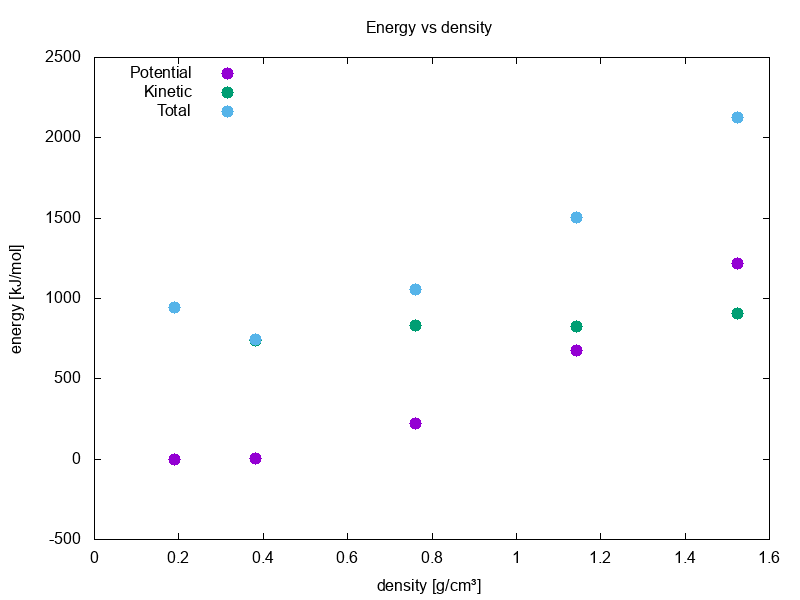 Energy vs density
2500
2000
1500
1000
500
0
-500
energy [kJ/mol]
Potential
Kinetic
Total
0 0.2 0.4 0.6 0.8 1 1.2 1.4 1.6
density [g/cm³]